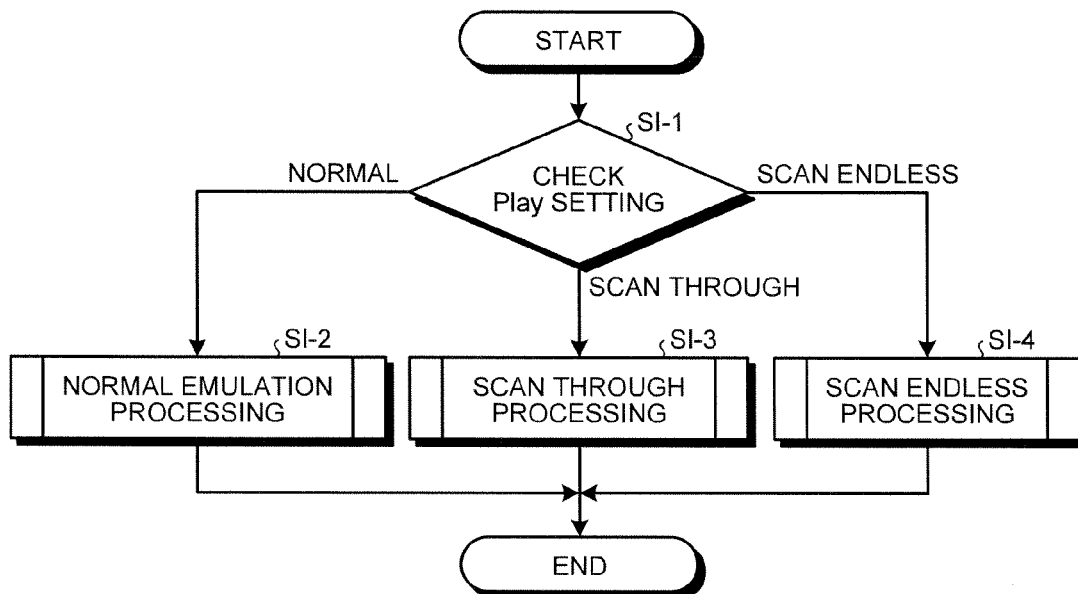 START
SI-1
CHECK
Play SETTING
NORMAL
SCAN ENDLESS
SCAN THROUGH
SI-2
NORMAL EMULATION
PROCESSING
SI-3
SCAN THROUGH
PROCESSING
SI-4
SCAN ENDLESS
PROCESSING
END